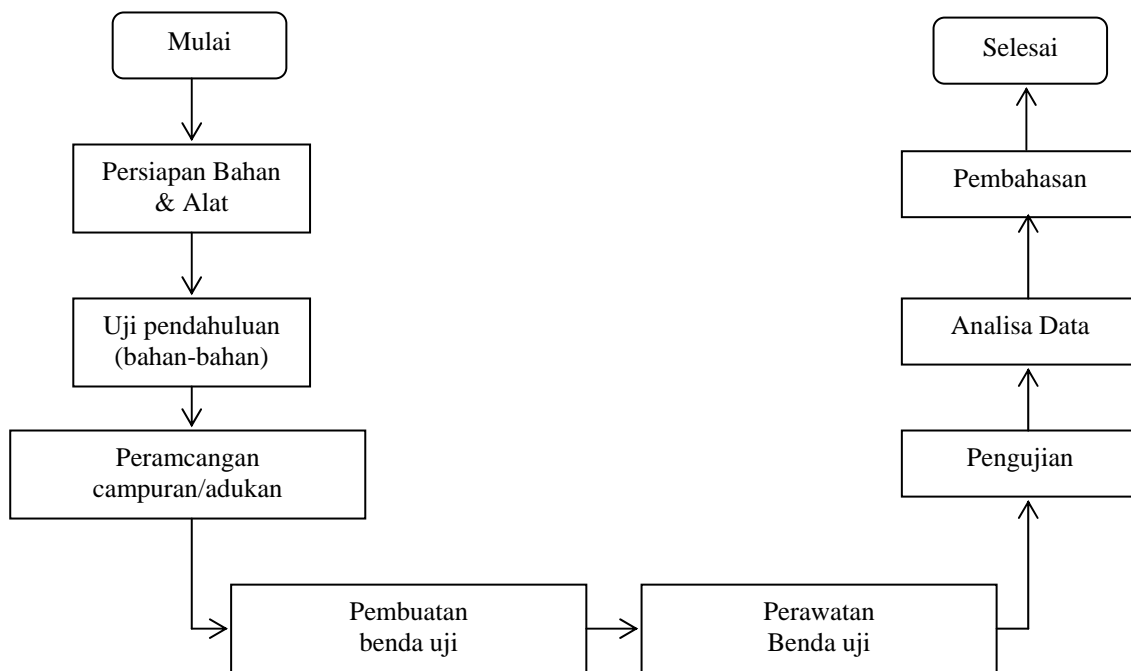 Mulai
Persiapan Bahan
& Alat
Uji pendahuluan
(bahan-bahan)
Peramcangan
campuran/adukan
Pembuatan
benda uji
Perawatan
Benda uji
Pengujian
Analisa Data
Pembahasan
Selesai